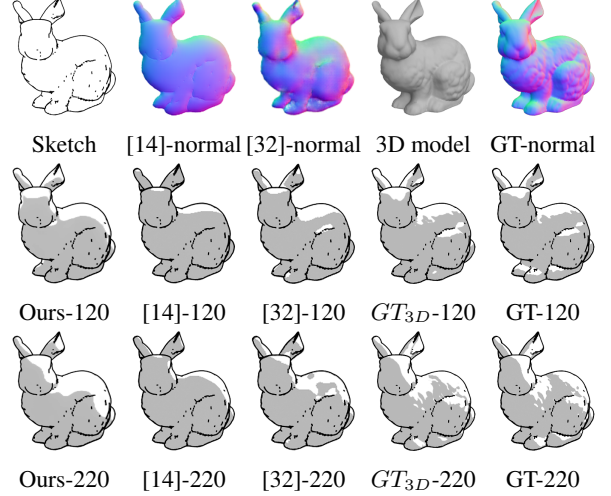 Sketch [14]-normal [32]-normal 3D model GT-normal
Ours-120 [14]-120 [32]-120 GT3D-120 GT-120
Ours-220 [14]-220 [32]-220 GT3D-220 GT-220